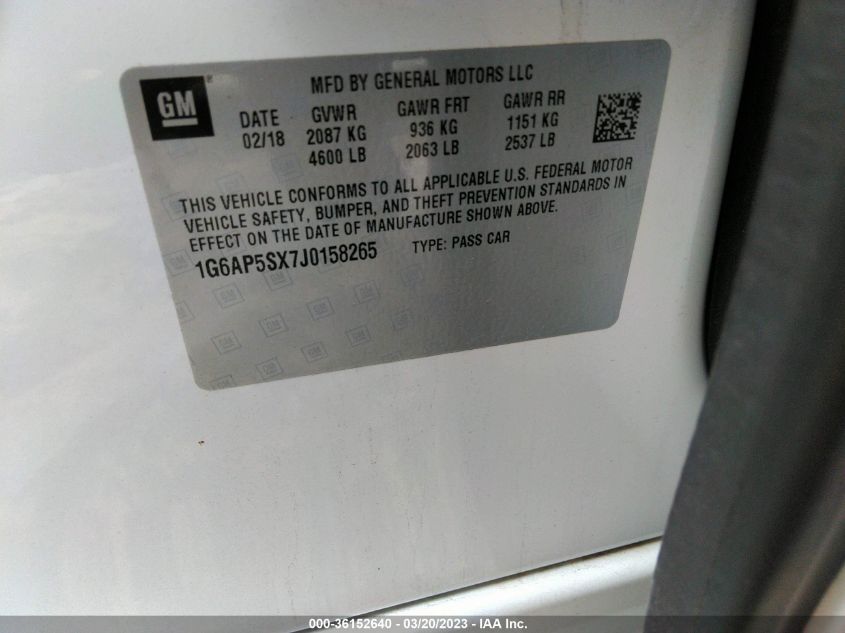 GM
MFD BY GENERAL MOTORS LLC
DATE GVWR GAWR FRT GAWR RR
02/18 2087 KG 936 KG 1151 KG
4600 LB 2063 LB 2537 LB
THIS VEHICLE CONFORMS TO ALL APPLICABLE U.S. FEDERAL MOTOR
VEHICLE SAFETY, BUMPER, AND THEFT PREVENTION STANDARDS IN
EFFECT ON THE DATE OF MANUFACTURE SHOWN ABOVE.
1G6AP5SX7J0158265 TYPE: PASS CAR
000-36152640 - 03/20/2023 - IAA Inc.